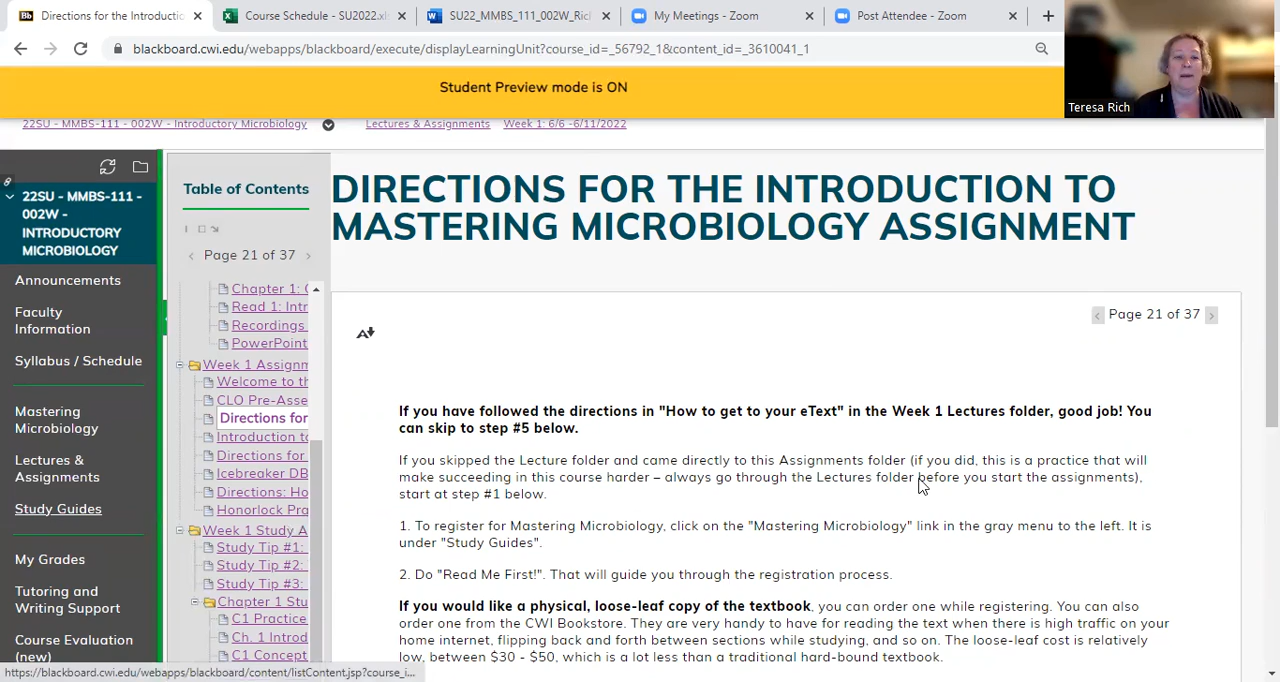 Directions for the Introductio
Course Schedule - SU2022.xls
SU22_MMBS_111_002W_Rich
My Meetings - Zoom
Post Attendee - Zoom
blackboard.cwi.edu/webapps/blackboard/execute/displayLearningUnit?course_id=_56792_1&content_id=_3610041_1
Student Preview mode is ON
Teresa Rich
22SU - MMBS-111 - 002W - Introductory Microbiology
Lectures & Assignments
Week 1: 6/6 -6/11/2022
22SU - MMBS-111 -
002W -
INTRODUCTORY
MICROBIOLOGY
Announcements
Faculty
Information
Syllabus / Schedule
Mastering
Microbiology
Lectures &
Assignments
Study Guides
My Grades
Tutoring and
Writing Support
Course Evaluation
(new)
Table of Contents
Page 21 of 37
Chapter 1: C
Read 1: Intr
Recordings
PowerPoint
Week 1 Assignm
Welcome to th
CLO Pre-Asse
Directions for
Introduction to
Directions for
Icebreaker DB
Directions: Ho
Honorlock Pra
Week 1 Study A
Study Tip #1:
Study Tip #2:
Study Tip #3:
Chapter 1 Stu
C1 Practice
Ch. 1 Introd
C1 Concept
DIRECTIONS FOR THE INTRODUCTION TO
MASTERING MICROBIOLOGY ASSIGNMENT
Page 21 of 37
If you have followed the directions in "How to get to your eText" in the Week 1 Lectures folder, good job! You
can skip to step #5 below.
If you skipped the Lecture folder and came directly to this Assignments folder (if you did, this is a practice that will
make succeeding in this course harder – always go through the Lectures folder before you start the assignments),
start at step #1 below.
1. To register for Mastering Microbiology, click on the "Mastering Microbiology" link in the gray menu to the left. It is
under "Study Guides".
2. Do "Read Me First!". That will guide you through the registration process.
If you would like a physical, loose-leaf copy of the textbook, you can order one while registering. You can also
order one from the CWI Bookstore. They are very handy to have for reading the text when there is high traffic on your
home internet, flipping back and forth between sections while studying, and so on. The loose-leaf cost is relatively
low, between $30 - $50, which is a lot less than a traditional hard-bound textbook.
https://blackboard.cwi.edu/webapps/blackboard/content/listContent.jsp?course_i...